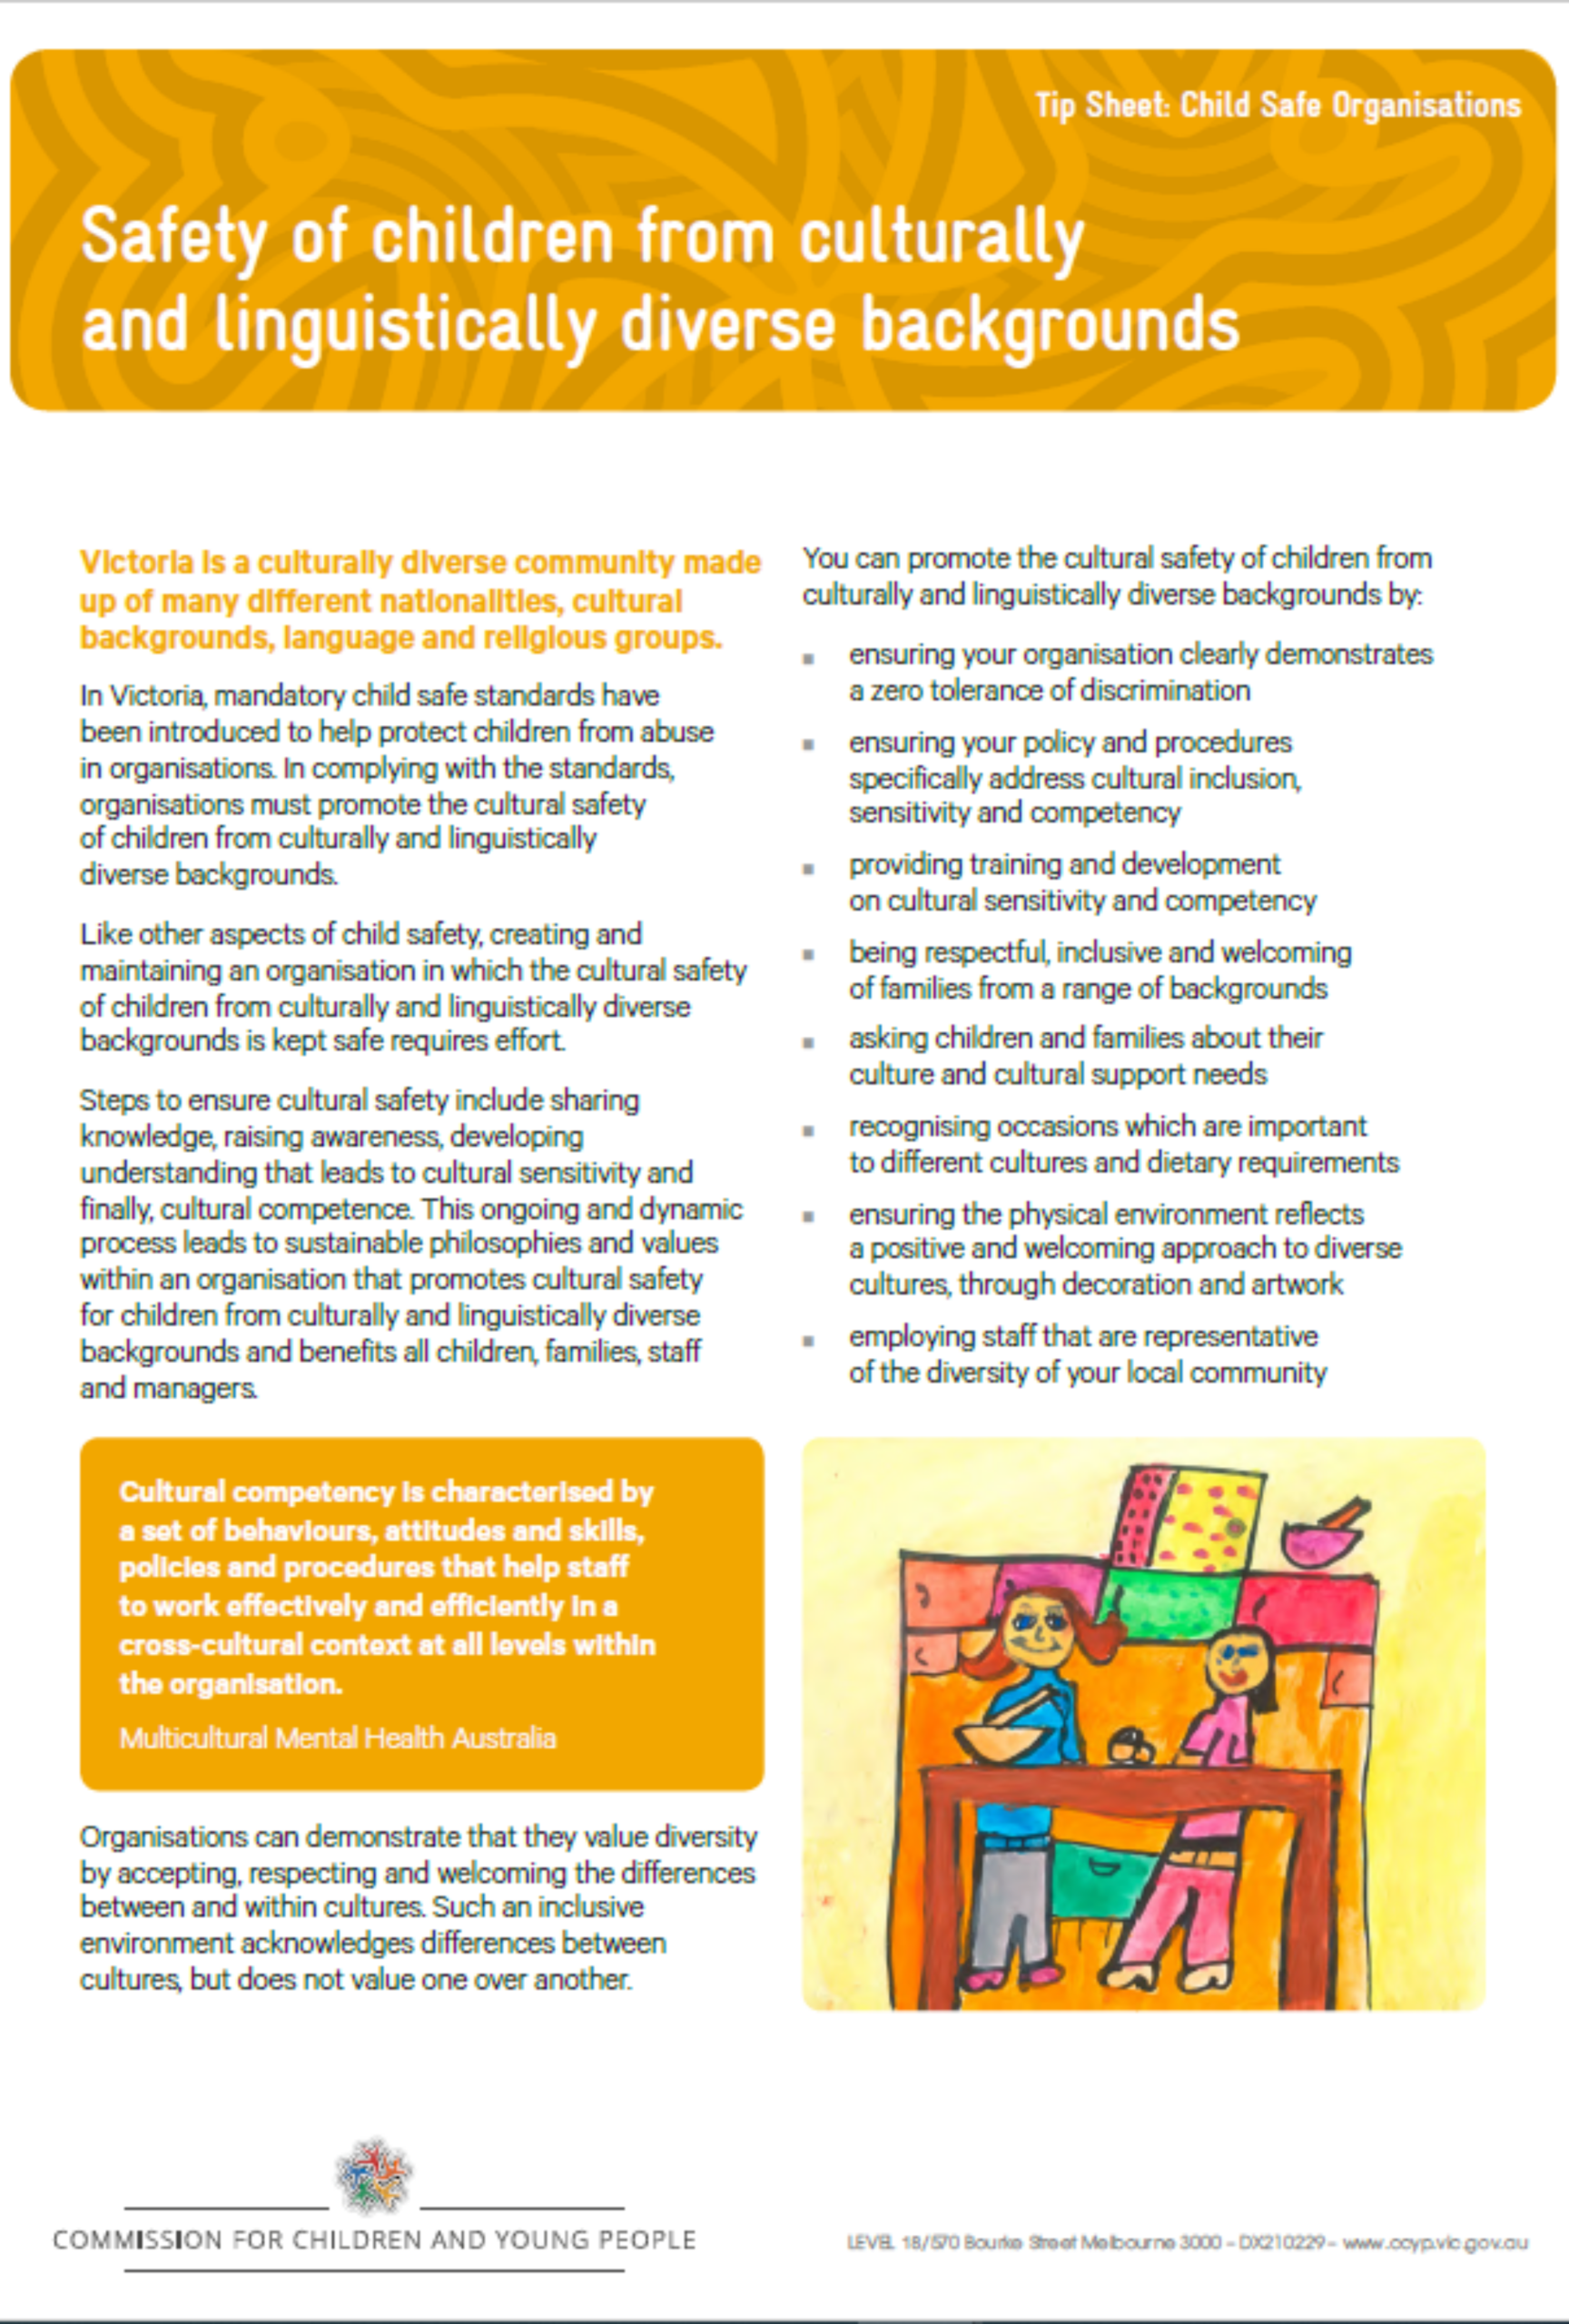 Tip Sheet: Child Safe Organisations
Safety of children from culturally
and linguistically diverse backgrounds
Victoria is a culturally diverse community made
up of many different nationalities, cultural
backgrounds, language and religious groups.
In Victoria, mandatory child safe standards have
been introduced to help protect children from abuse
in organisations. In complying with the standards,
organisations must promote the cultural safety
of children from culturally and linguistically
diverse backgrounds.
Like other aspects of child safety, creating and
maintaining an organisation in which the cultural safety
of children from culturally and linguistically diverse
backgrounds is kept safe requires effort.
Steps to ensure cultural safety include sharing
knowledge, raising awareness, developing
understanding that leads to cultural sensitivity and
finally, cultural competence. This ongoing and dynamic
process leads to sustainable philosophies and values
within an organisation that promotes cultural safety
for children from culturally and linguistically diverse
backgrounds and benefits all children, families, staff
and managers.
Cultural competency is characterised by
a set of behaviours, attitudes and skills,
policies and procedures that help staff
to work effectively and efficiently in a
cross-cultural context at all levels within
the organisation.
Multicultural Mental Health Australia
Organisations can demonstrate that they value diversity
by accepting, respecting and welcoming the differences
between and within cultures. Such an inclusive
environment acknowledges differences between
cultures, but does not value one over another.
You can promote the cultural safety of children from
culturally and linguistically diverse backgrounds by:
▪ ensuring your organisation clearly demonstrates
a zero tolerance of discrimination
▪ ensuring your policy and procedures
specifically address cultural inclusion,
sensitivity and competency
▪ providing training and development
on cultural sensitivity and competency
▪ being respectful, inclusive and welcoming
of families from a range of backgrounds
▪ asking children and families about their
culture and cultural support needs
▪ recognising occasions which are important
to different cultures and dietary requirements
▪ ensuring the physical environment reflects
a positive and welcoming approach to diverse
cultures, through decoration and artwork
▪ employing staff that are representative
of the diversity of your local community
COMMISSION FOR CHILDREN AND YOUNG PEOPLE
LEVEL 18/570 Bourke Street Melbourne 3000 – DX210229 – www.ccyp.vic.gov.au